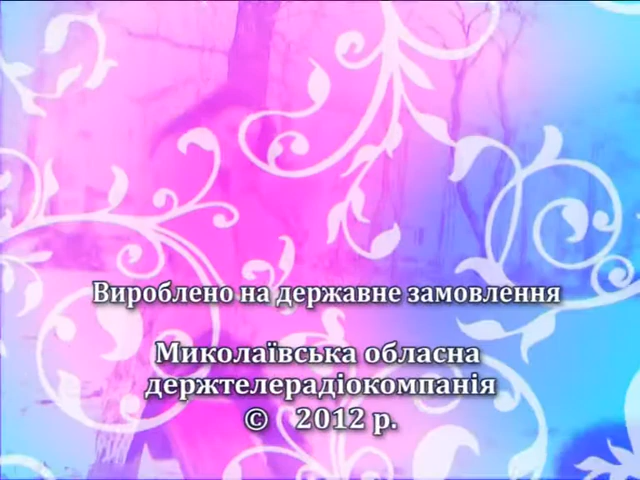 Вироблено на державне замовлення
Миколаївська обласна
держтелерадіокомпанія
© 2012 р.